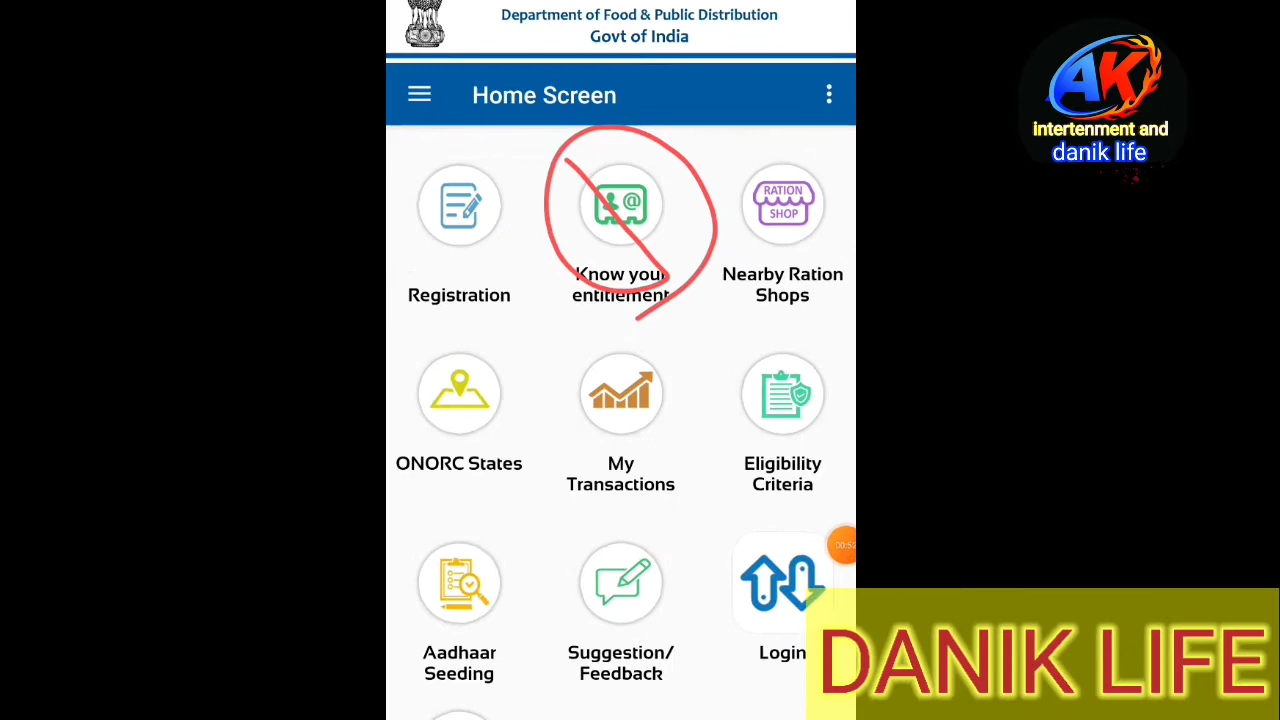 Department of Food & Public Distribution
Govt of India
Home Screen
AK
intertenment and
danik life
RATION
SHOP
Registration
Know your
entitlement
Nearby Ration
Shops
ONORC States
My
Transactions
Eligibility
Criteria
Aadhaar
Seeding
Suggestion/
Feedback
Login
DANIK LIFE